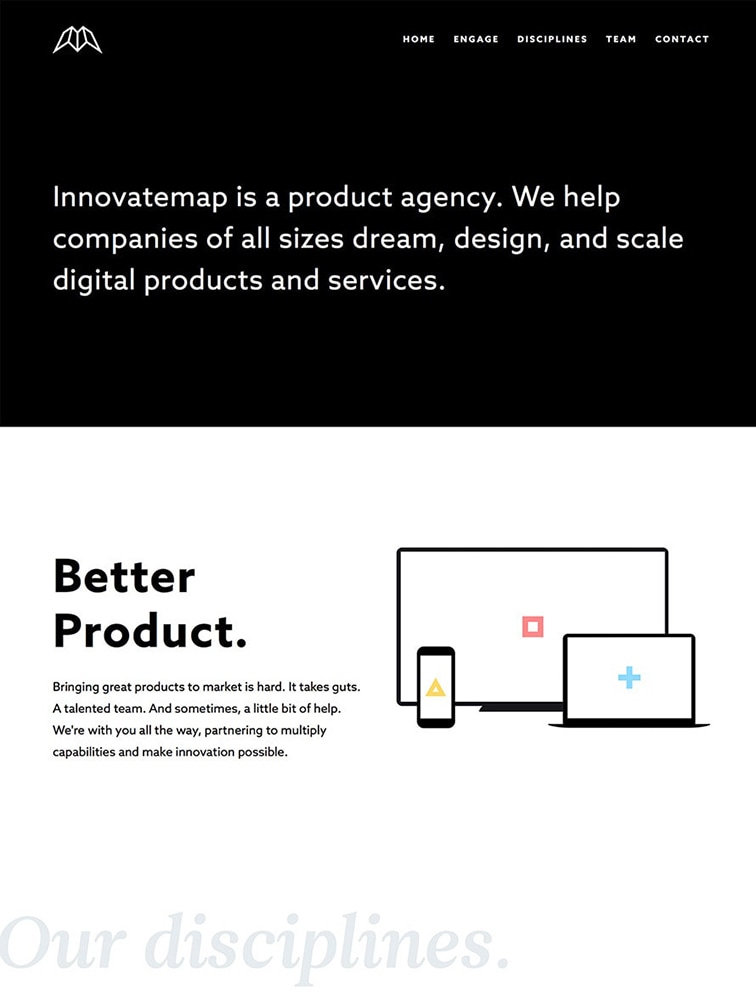 HOME ENGAGE DISCIPLINES TEAM CONTACT
Innovatemap is a product agency. We help
companies of all sizes dream, design, and scale
digital products and services.
Better
Product.
Bringing great products to market is hard. It takes guts.
A talented team. And sometimes, a little bit of help.
We're with you all the way, partnering to multiply
capabilities and make innovation possible.
Our disciplines.